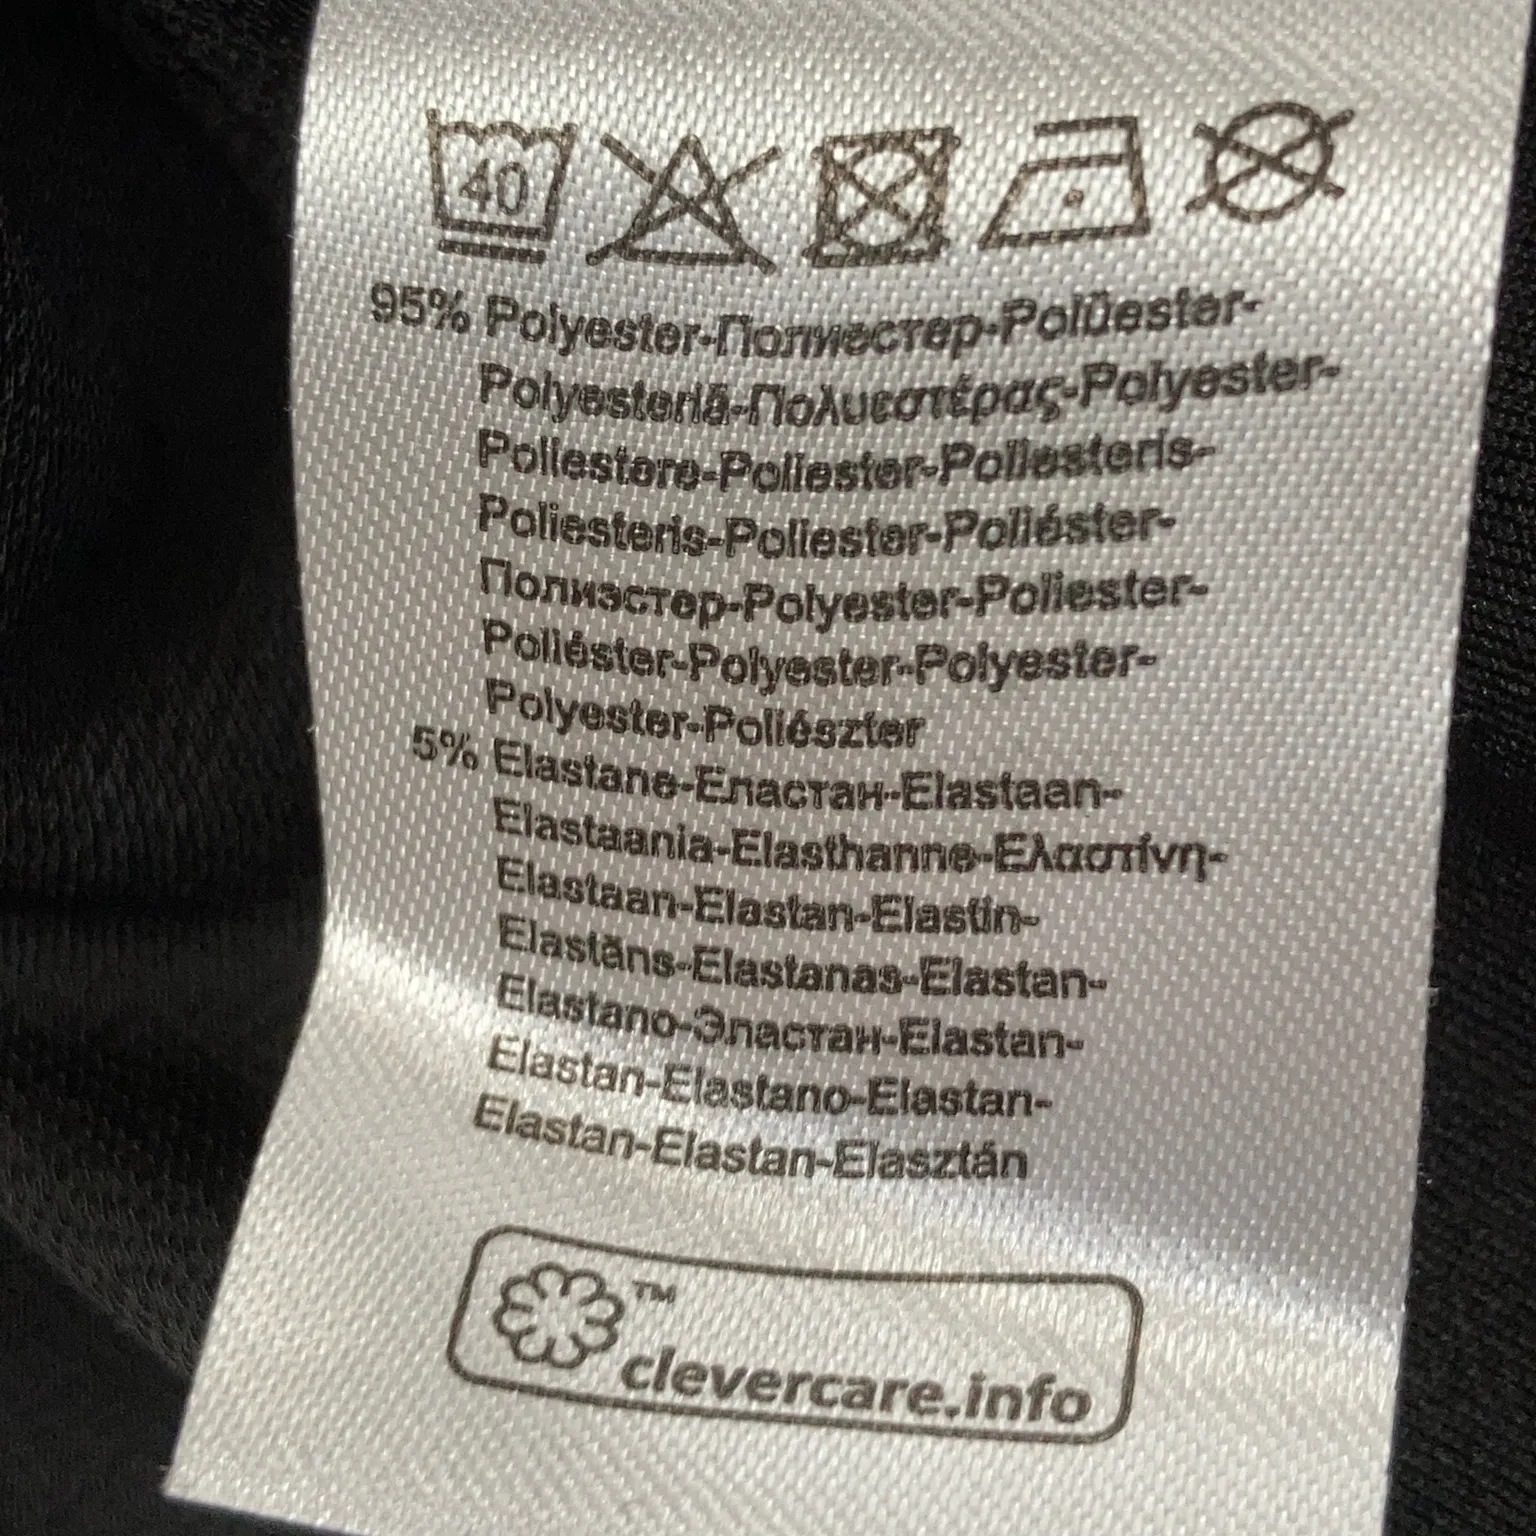 40
95% Polyester-Полиестер-Polüester-
Polyesteriä-Πολυεστέρας-Polyester-
Poliestere-Poliester-Poliesteris-
Poliesteris-Poliester-Poliéster-
Полиэстер-Polyester-Poliester-
Poliéster-Polyester-Polyester-
Polyester-Poliészter
5% Elastane-Еластан-Elastaan-
Elastaania-Elasthanne-Ελαστίνη-
Elastaan-Elastan-Elastin-
Elastāns-Elastanas-Elastan-
Elastano-Эластан-Elastan-
Elastan-Elastano-Elastan-
Elastan-Elastan-Elasztán
™
clevercare.info